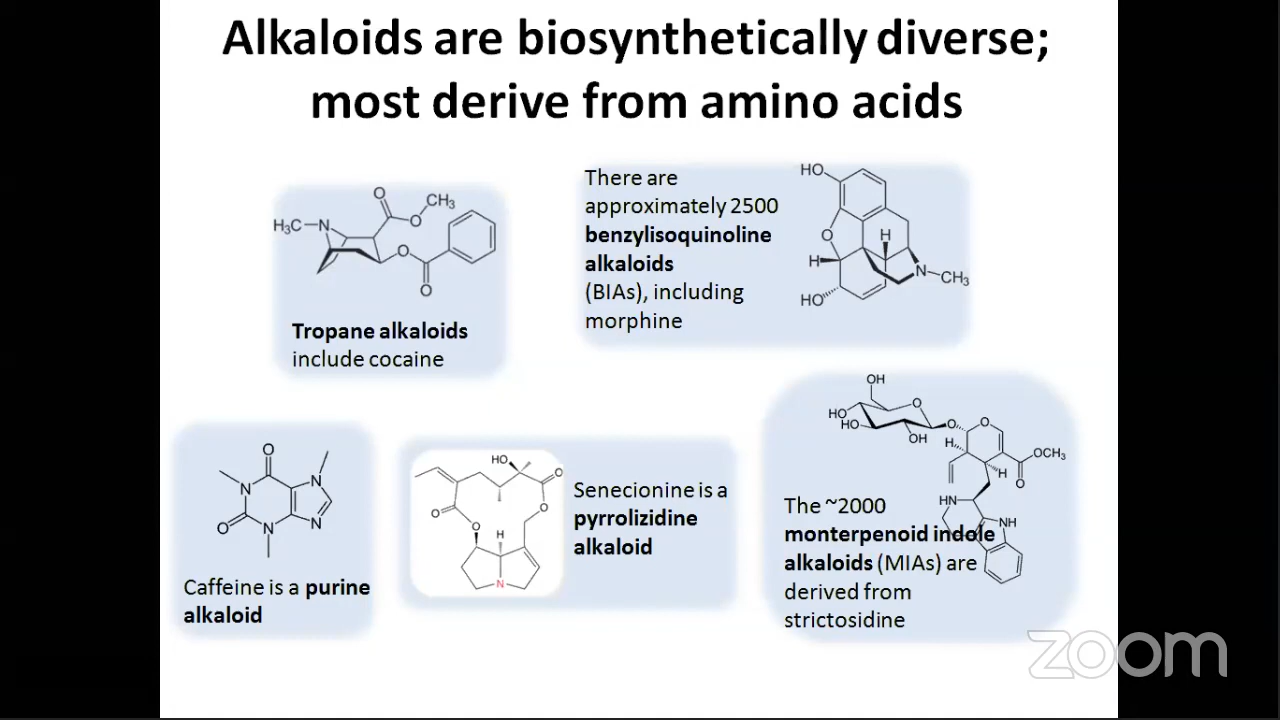 Alkaloids are biosynthetically diverse;
most derive from amino acids
H₃C
N
O
O
CH₃
O
O
Tropane alkaloids
include cocaine
There are
approximately 2500
benzylisoquinoline
alkaloids
(BIAs), including
morphine
HO
O
H
H
N
CH₃
HO
O
N
N
O
N
N
Caffeine is a purine
alkaloid
HO
O
O
O
O
H
N
Senecionine is a
pyrrolizidine
alkaloid
OH
HO
HO
O
OH
O
O
H
H
OCH₃
O
HN
NH
The ~2000
monterpenoid indole
alkaloids (MIAs) are
derived from
strictosidine
zoom